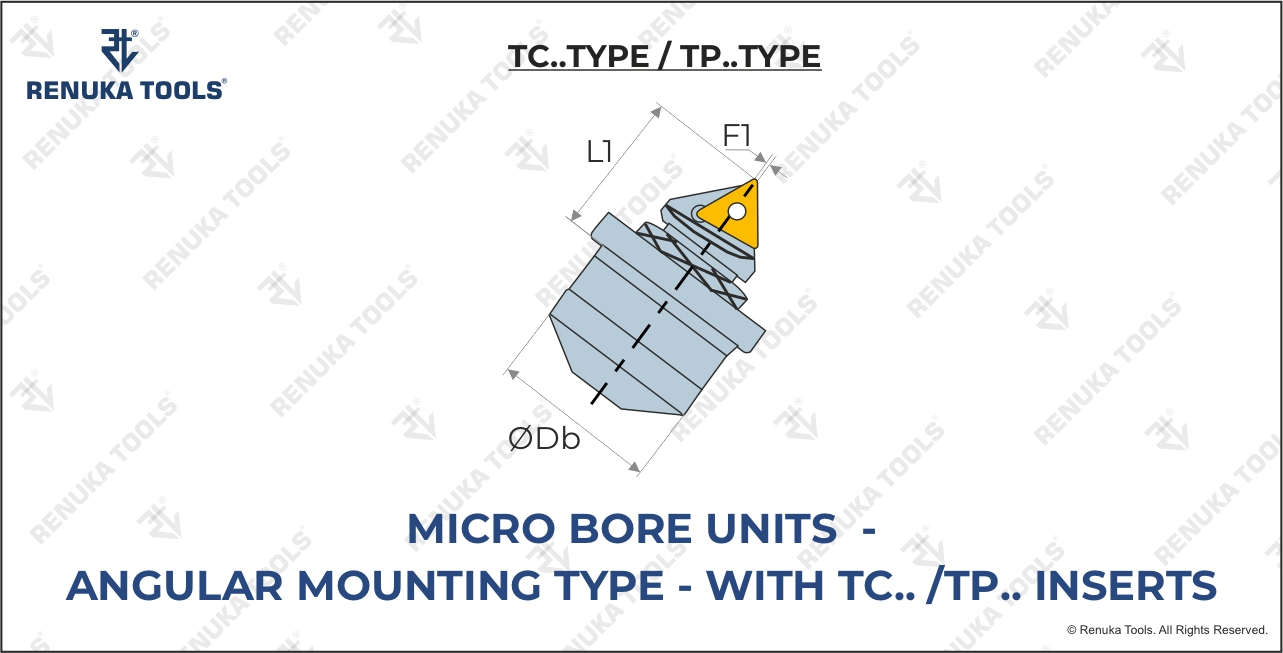 RENUKA TOOLS®
TC..TYPE / TP..TYPE
F1
L1
ØDb
MICRO BORE UNITS -
ANGULAR MOUNTING TYPE - WITH TC.. /TP.. INSERTS
© Renuka Tools. All Rights Reserved.